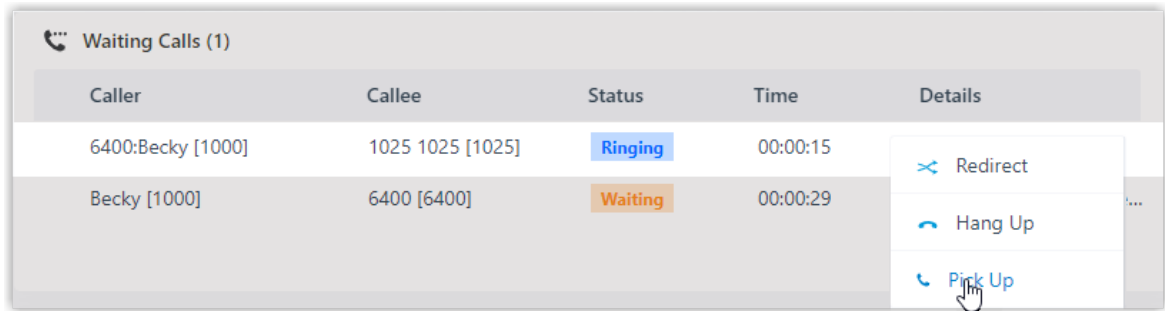 Waiting Calls (1)
Caller Callee Status Time Details
6400:Becky [1000] 1025 1025 [1025] Ringing 00:00:15
Redirect
Becky [1000] 6400 [6400] Waiting 00:00:29
Hang Up
Pick Up